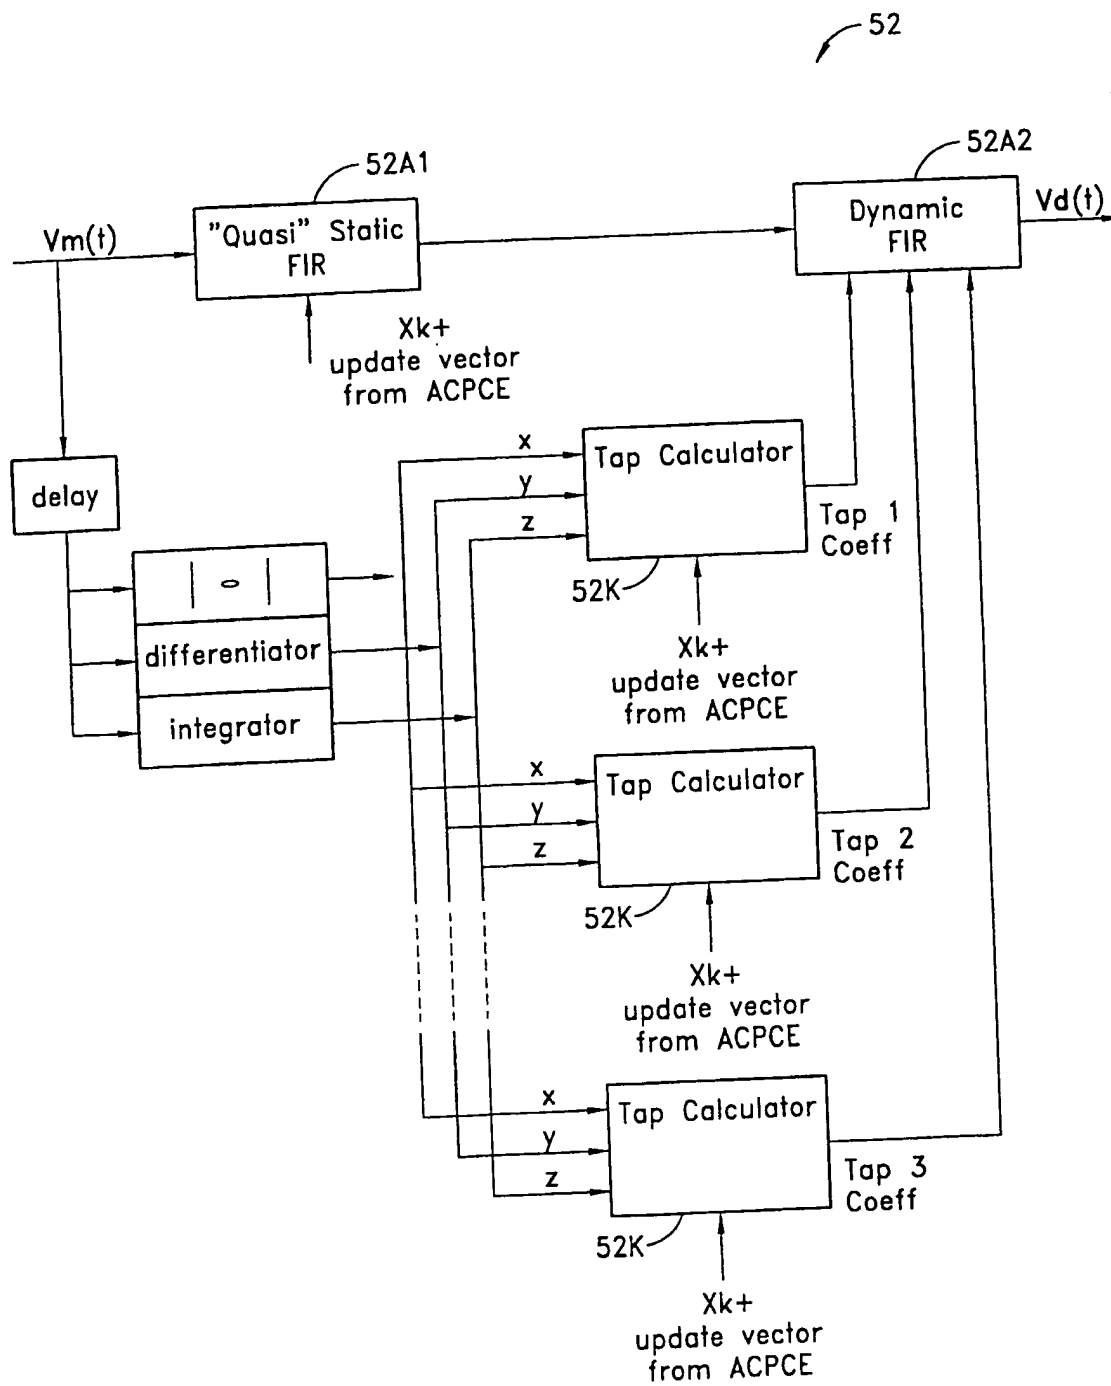 52
52A1
52A2
Vm(t)
"Quasi" Static
FIR
Dynamic
FIR
Vd(t)
Xk+
update vector
from ACPCE
delay
| o |
differentiator
integrator
x
y
z
Tap Calculator
Tap 1
Coeff
52K
Xk+
update vector
from ACPCE
x
y
z
Tap Calculator
Tap 2
Coeff
52K
Xk+
update vector
from ACPCE
x
y
z
Tap Calculator
Tap 3
Coeff
52K
Xk+
update vector
from ACPCE